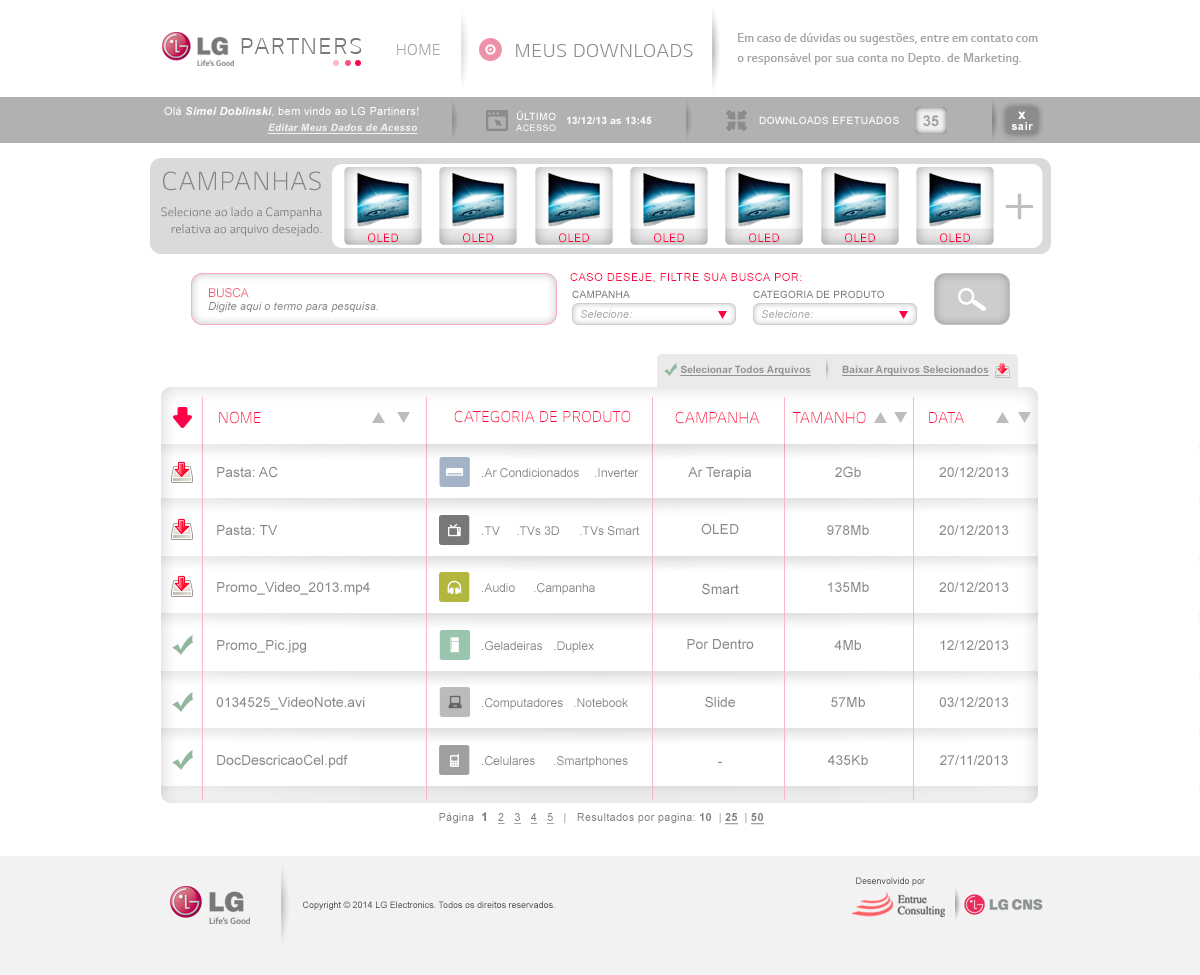 LG PARTNERS
Life's Good
HOME
MEUS DOWNLOADS
Em caso de dúvidas ou sugestões, entre em contato com
o responsável por sua conta no Depto. de Marketing.
Olá Simei Doblinski, bem vindo ao LG Partiners!
Editar Meus Dados de Acesso
ÚLTIMO
ACESSO
13/12/13 as 13:45
DOWNLOADS EFETUADOS
35
x
sair
CAMPANHAS
Selecione ao lado a Campanha
relativa ao arquivo desejado.
OLED OLED OLED OLED OLED OLED OLED
BUSCA
Digite aqui o termo para pesquisa.
CASO DESEJE, FILTRE SUA BUSCA POR:
CAMPANHA
Selecione:
CATEGORIA DE PRODUTO
Selecione:
Selecionar Todos Arquivos
Baixar Arquivos Selecionados
NOME CATEGORIA DE PRODUTO CAMPANHA TAMANHO DATA
Pasta: AC .Ar Condicionados .Inverter Ar Terapia 2Gb 20/12/2013
Pasta: TV .TV .TVs 3D .TVs Smart OLED 978Mb 20/12/2013
Promo_Video_2013.mp4 .Audio .Campanha Smart 135Mb 20/12/2013
Promo_Pic.jpg .Geladeiras .Duplex Por Dentro 4Mb 12/12/2013
0134525_VideoNote.avi .Computadores .Notebook Slide 57Mb 03/12/2013
DocDescricaoCel.pdf .Celulares .Smartphones - 435Kb 27/11/2013
Página 1 2 3 4 5 | Resultados por pagina: 10 | 25 | 50
LG
Life's Good
Copyright © 2014 LG Electronics. Todos os direitos reservados.
Desenvolvido por
Entrue
Consulting
LG CNS